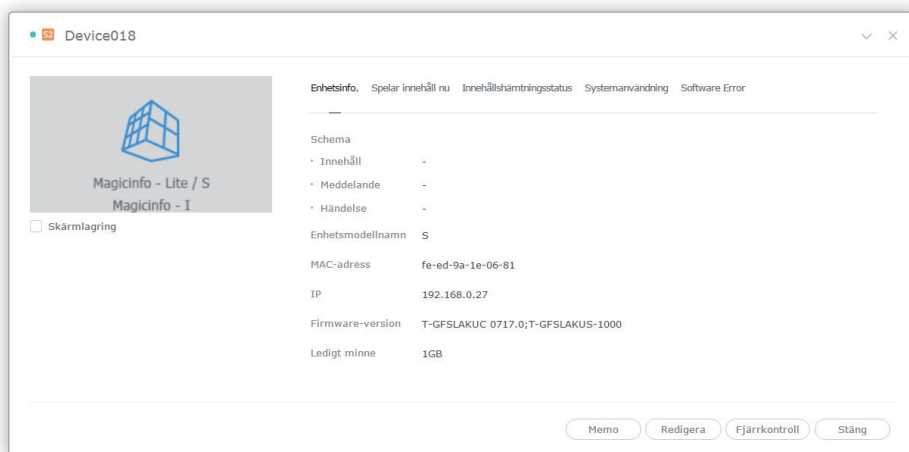 S2 Device018
Magicinfo - Lite / S
Magicinfo - I
Skärmlagring
Enhetsinfo. Spelar innehåll nu Innehållshämtningsstatus Systemanvändning Software Error
Schema
· Innehåll -
· Meddelande -
· Händelse -
Enhetsmodellnamn S
MAC-adress fe-ed-9a-1e-06-81
IP 192.168.0.27
Firmware-version T-GFSLAKUC 0717.0;T-GFSLAKUS-1000
Ledigt minne 1GB
Memo Redigera Fjärrkontroll Stäng